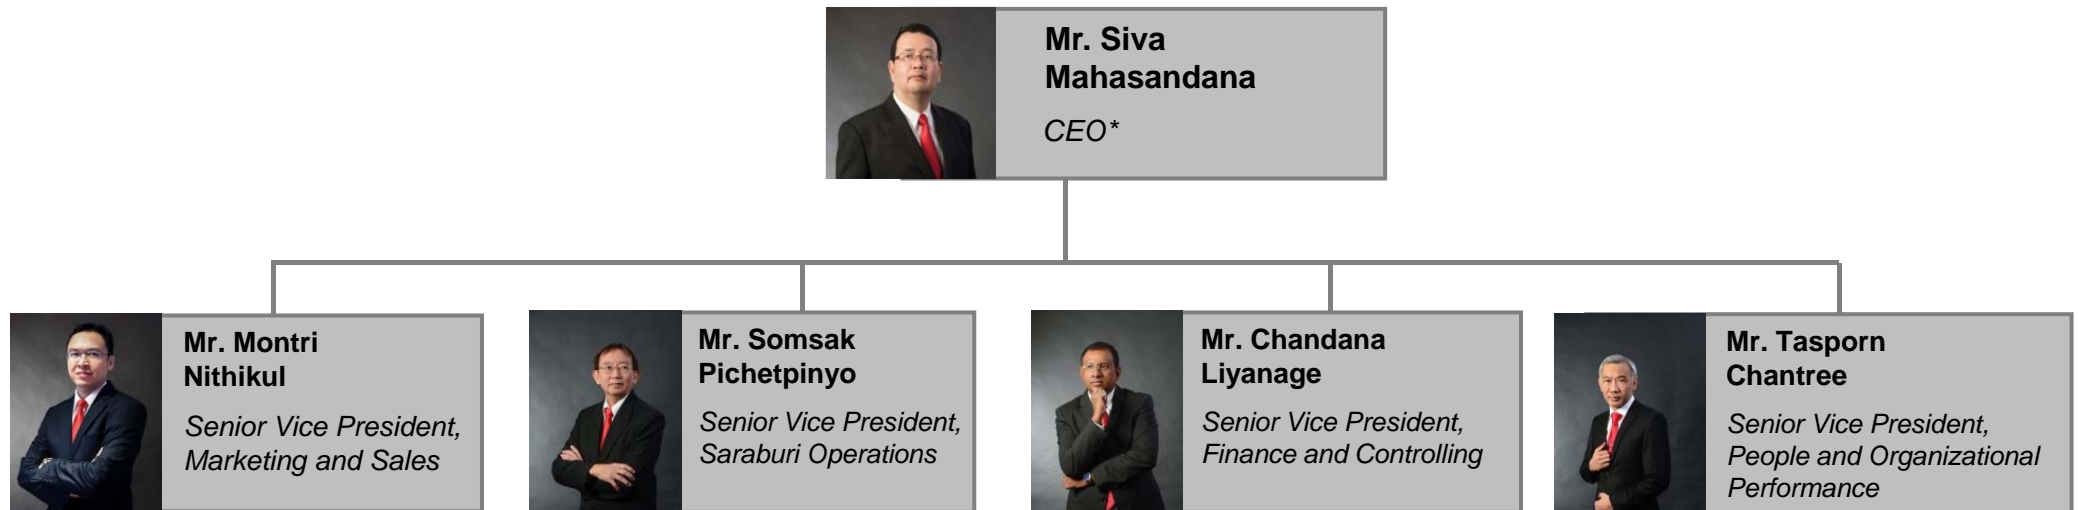 Mr. Siva
Mahasandana
CEO*
Mr. Montri
Nithikul
Senior Vice President,
Marketing and Sales
Mr. Somsak
Pichetpinyo
Senior Vice President,
Saraburi Operations
Mr. Chandana
Liyanage
Senior Vice President,
Finance and Controlling
Mr. Tasporn
Chantree
Senior Vice President,
People and Organizational
Performance